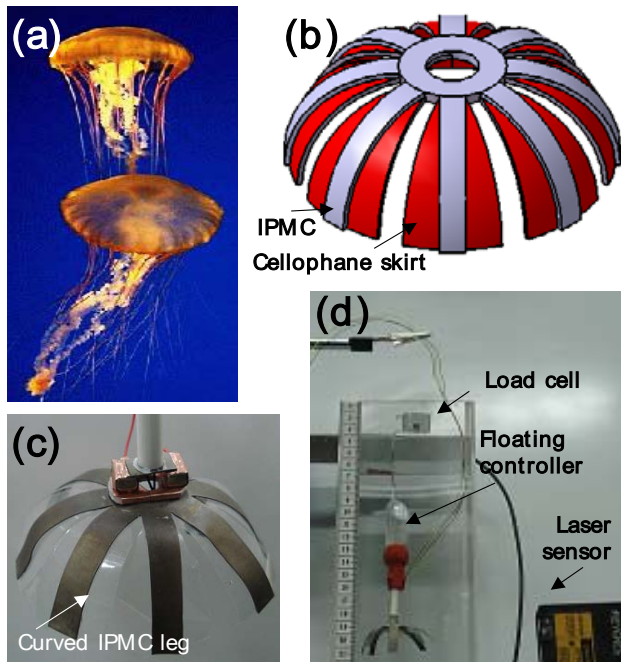 (a)
(b)
IPMC
Cellophane skirt
(c)
Curved IPMC leg
(d)
Load cell
Floating
controller
Laser
sensor